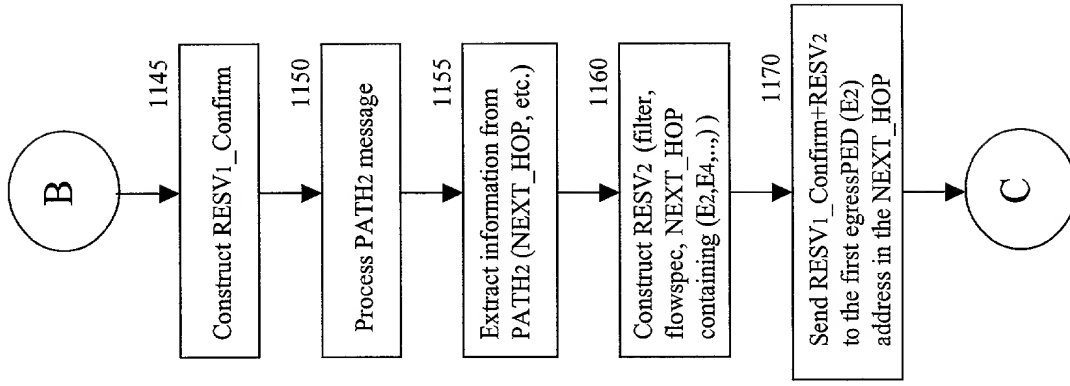 B
1145
Construct RESV1_Confirm
1150
Process PATH2 message
1155
Extract information from
PATH2 (NEXT_HOP, etc.)
1160
Construct RESV2 (filter,
flowspec, NEXT_HOP
containing (E2,E4,..,))
1170
Send RESV1_Confirm+RESV2
to the first egressPED (E2)
address in the NEXT_HOP
C